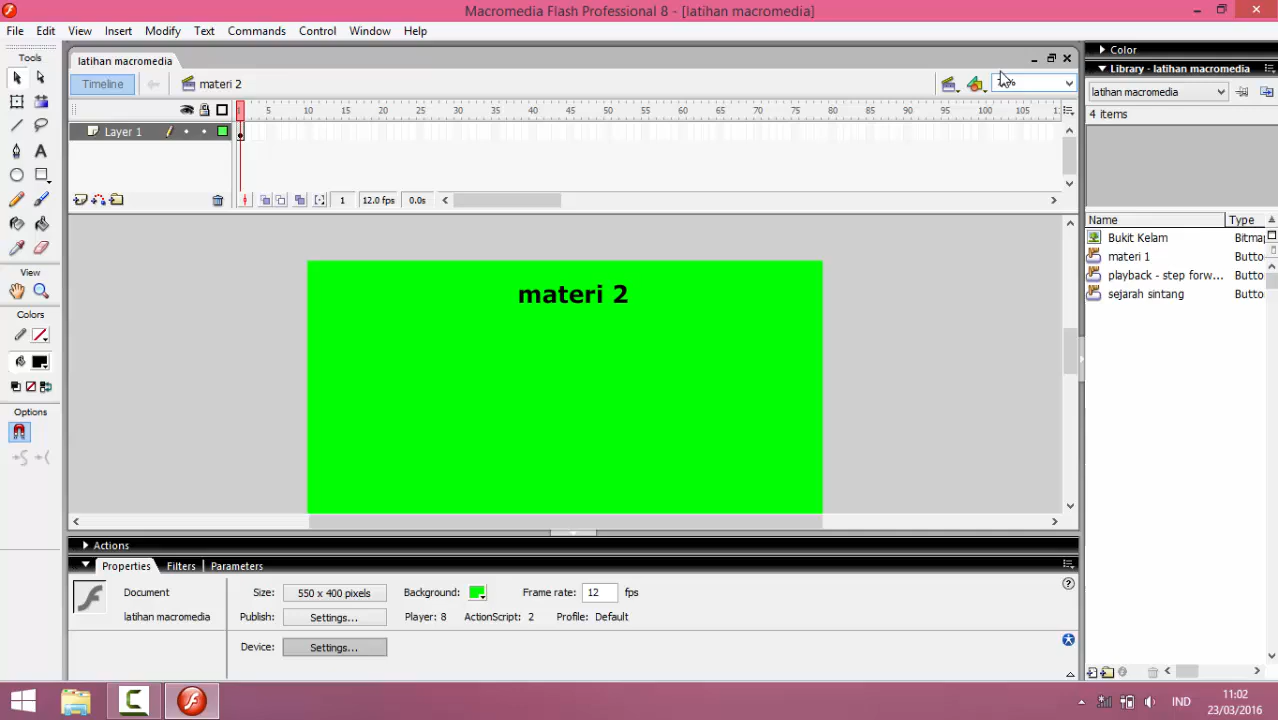 Macromedia Flash Professional 8 - [latihan macromedia]
File Edit View Insert Modify Text Commands Control Window Help
Tools
latihan macromedia
Timeline
materi 2
1 5 10 15 20 25 30 35 40 45 50 55 60 65 70 75 80 85 90 95 100 105
Layer 1
1 12.0 fps 0.0s
View
Colors
Options
materi 2
Color
Library - latihan macromedia
latihan macromedia
4 items
Name Type
Bukit Kelam Bitmap
materi 1 Butto
playback - step forw... Butto
sejarah sintang Butto
Actions
Properties Filters Parameters
Document
latihan macromedia
Size: 550 x 400 pixels Background: Frame rate: 12 fps
Publish: Settings... Player: 8 ActionScript: 2 Profile: Default
Device: Settings...
IND
11:02
23/03/2016